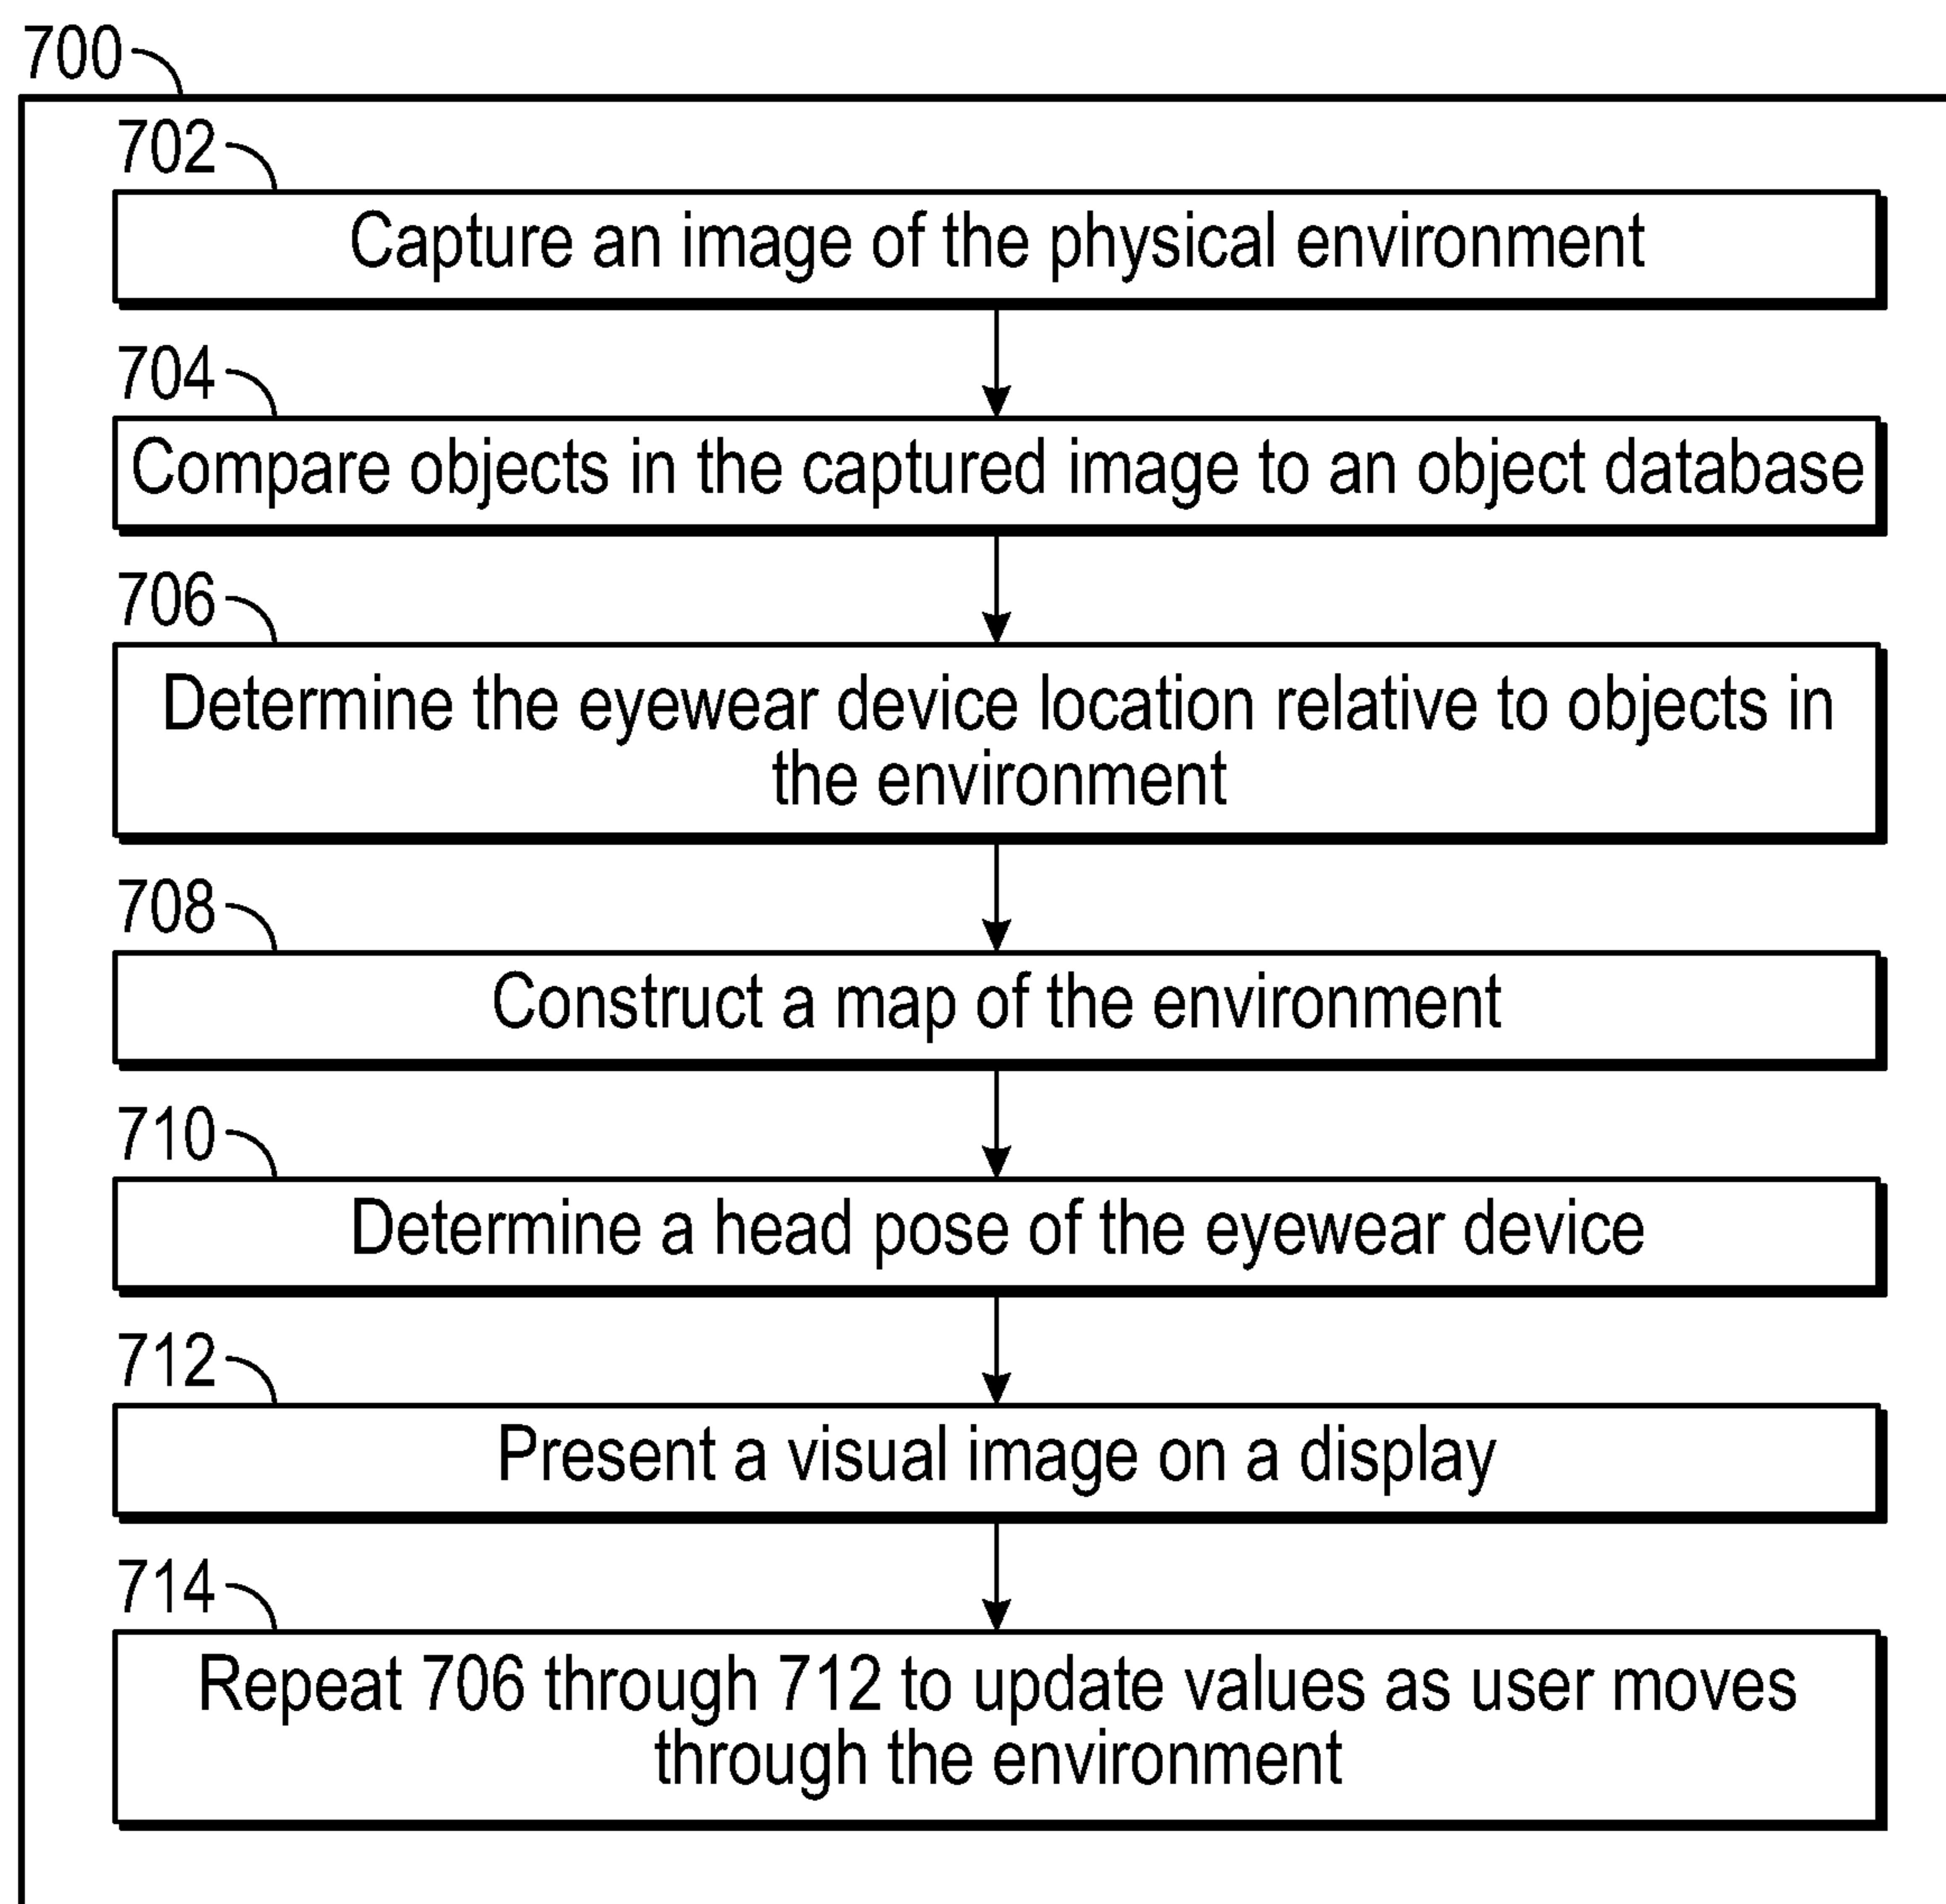 700
702
Capture an image of the physical environment
704
Compare objects in the captured image to an object database
706
Determine the eyewear device location relative to objects in
the environment
708
Construct a map of the environment
710
Determine a head pose of the eyewear device
712
Present a visual image on a display
714
Repeat 706 through 712 to update values as user moves
through the environment